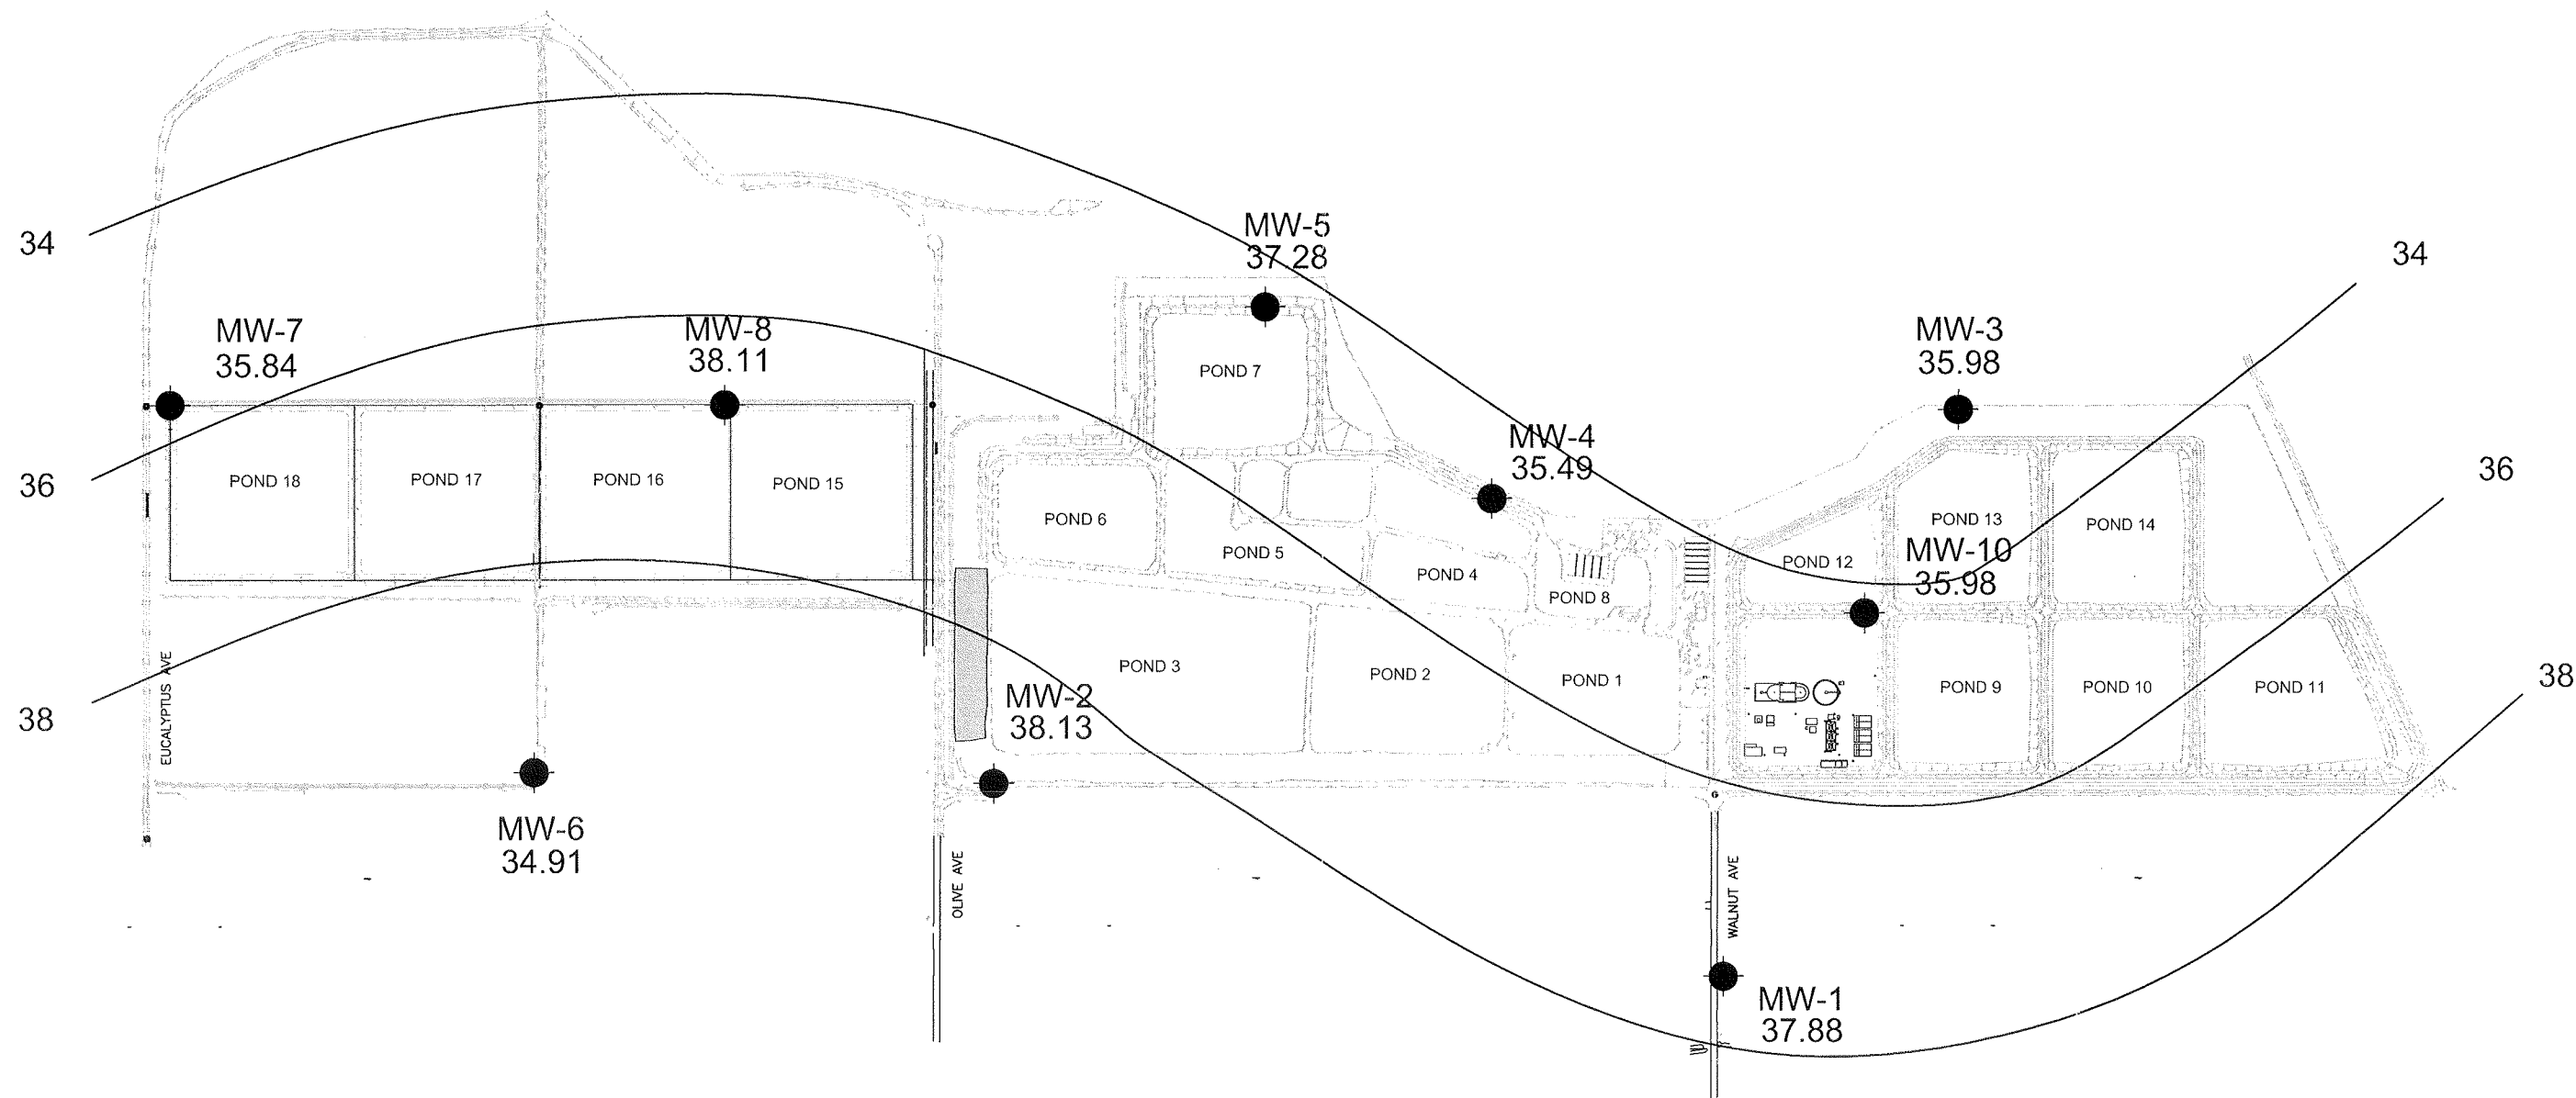 MW-5
37.28
34
34
MW-7
35.84
MW-8
38.11
MW-3
35.98
POND 7
MW-4
35.49
36
36
POND 18
POND 17
POND 16
POND 15
POND 6
POND 5
POND 4
POND 8
POND 12
POND 13
POND 14
MW-10
35.98
38
38
EUCALYPTUS AVE
POND 3
POND 2
POND 1
POND 9
POND 10
POND 11
MW-2
38.13
MW-6
34.91
OLIVE AVE
WALNUT AVE
MW-1
37.88